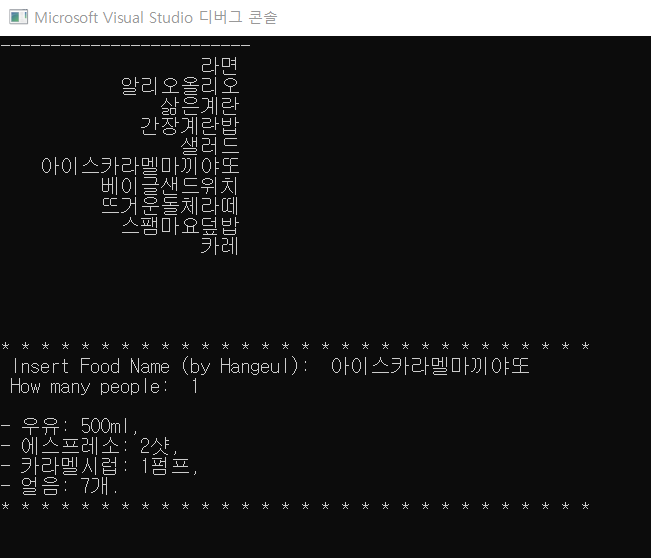 Microsoft Visual Studio 디버그 콘솔
-------------------------
라면
알리오올리오
삶은계란
간장계란밥
샐러드
아이스카라멜마끼야또
베이글샌드위치
뜨거운돌체라떼
스팸마요덮밥
카레
* * * * * * * * * * * * * * * * * * * * * * * * * * * * * *
Insert Food Name (by Hangeul):  아이스카라멜마끼야또
How many people:  1
- 우유: 500ml,
- 에스프레소: 2샷,
- 카라멜시럽: 1펌프,
- 얼음: 7개.
* * * * * * * * * * * * * * * * * * * * * * * * * * * * * *